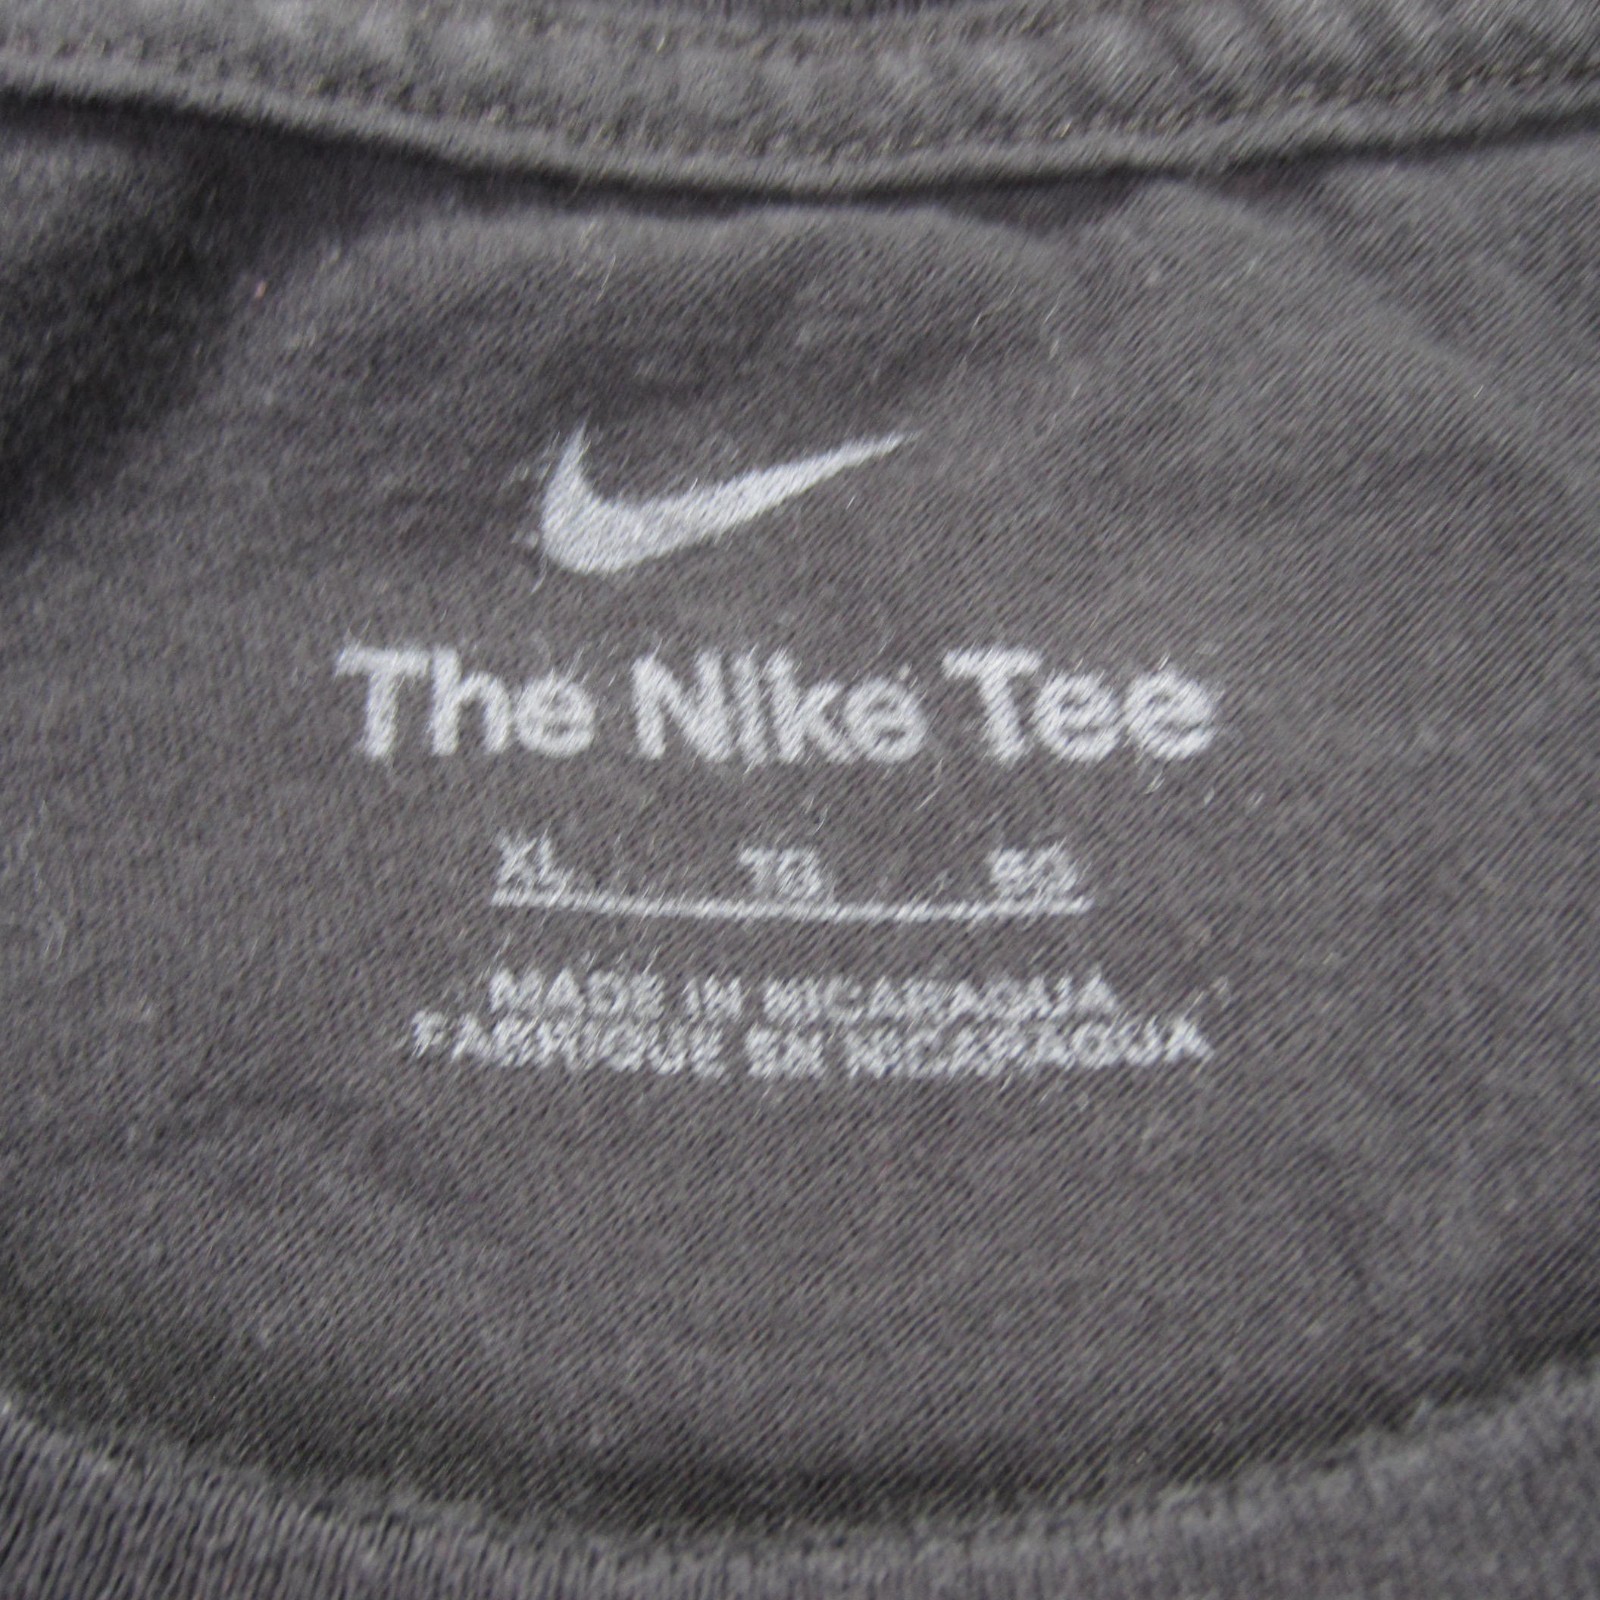 The Nike Tee
XL TG EG
MADE IN NICARAGUA
FABRIQUE EN NICARAGUA